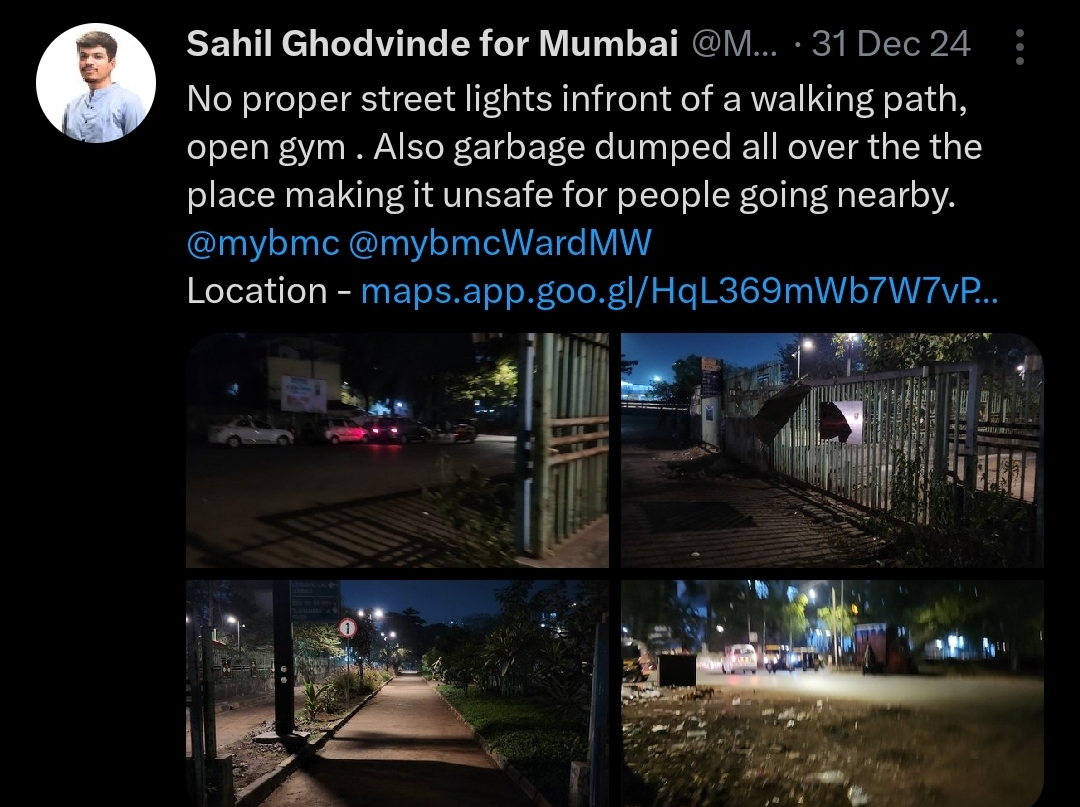 Sahil Ghodvinde for Mumbai @M... · 31 Dec 24
No proper street lights infront of a walking path,
open gym . Also garbage dumped all over the the
place making it unsafe for people going nearby.
@mybmc @mybmcWardMW
Location - maps.app.goo.gl/HqL369mWb7W7vP...
1